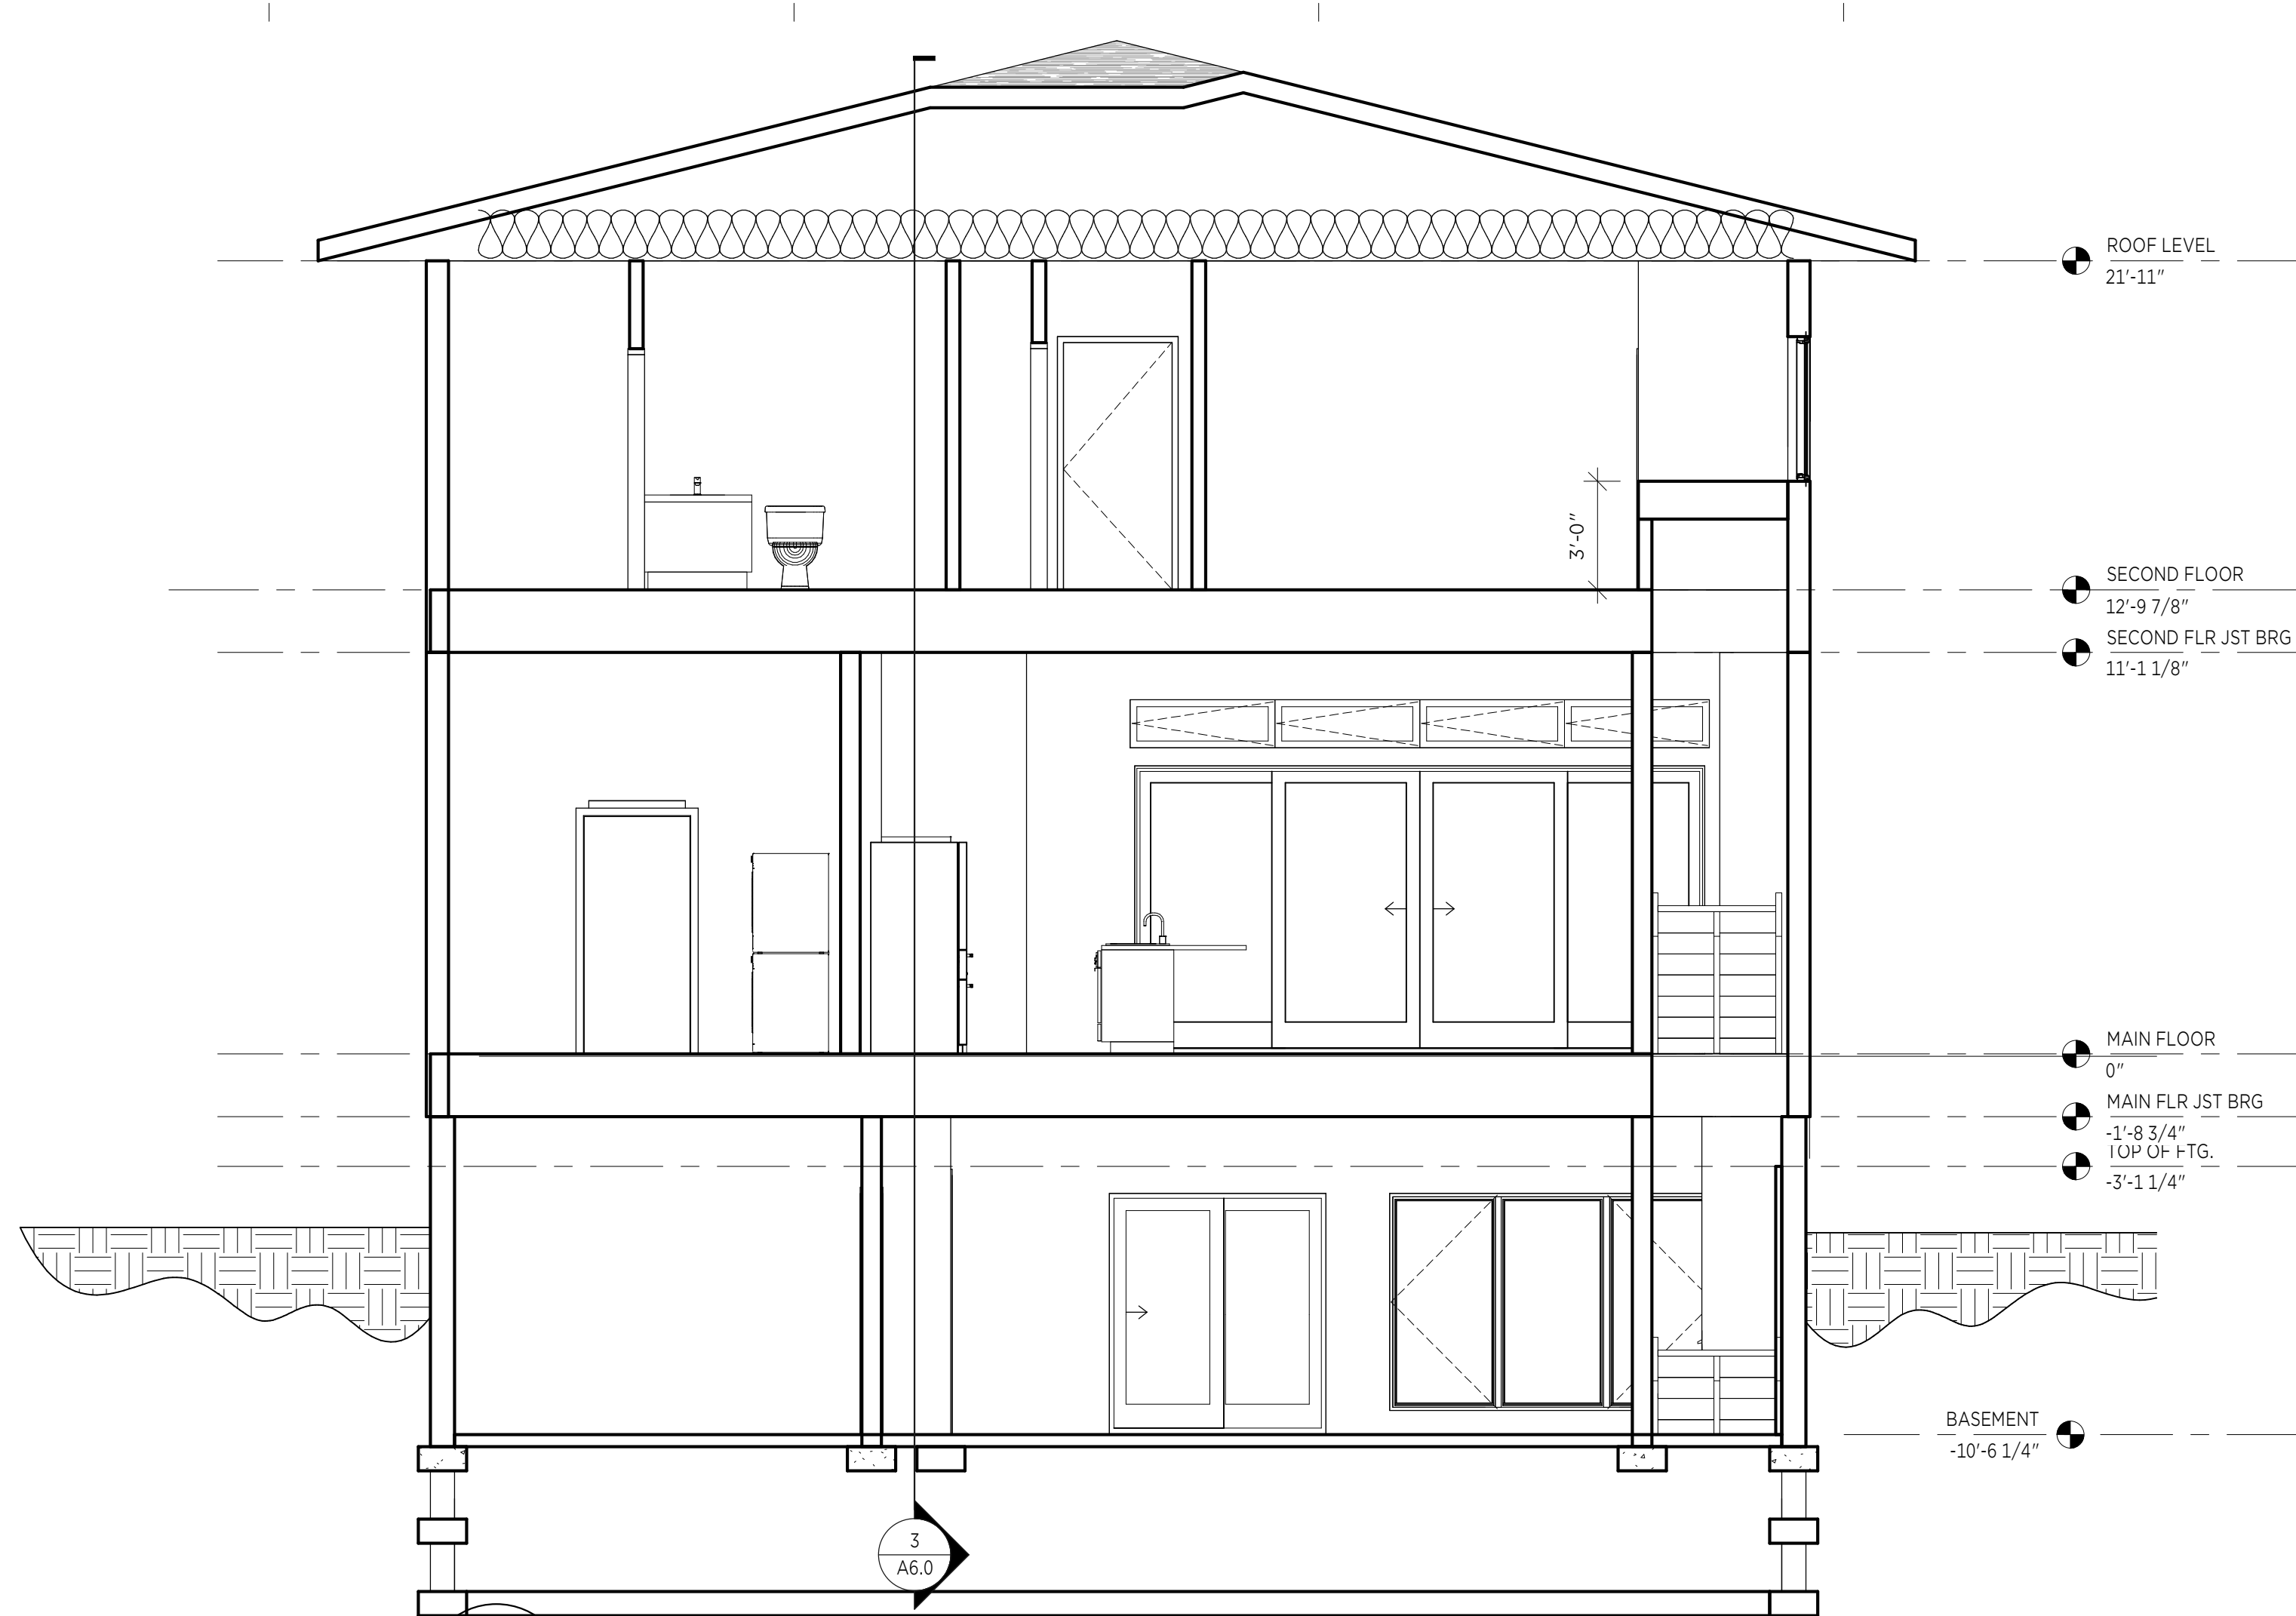 ROOF LEVEL
21'-11"
3'-0"
SECOND FLOOR
12'-9 7/8"
SECOND FLR JST BRG
11'-1 1/8"
MAIN FLOOR
0"
MAIN FLR JST BRG
-1'-8 3/4"
TOP OF FTG.
-3'-1 1/4"
BASEMENT
-10'-6 1/4"
3
A6.0